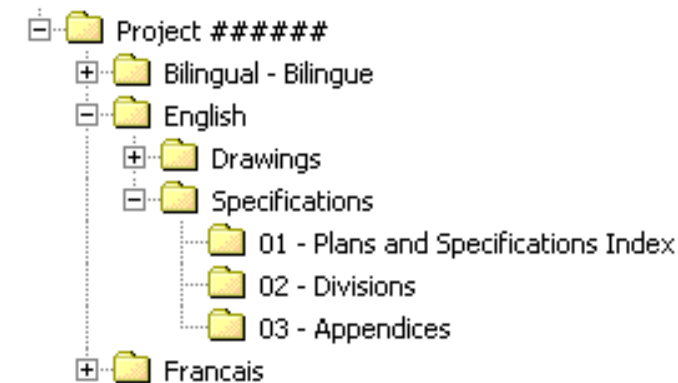 Project ######
Bilingual - Bilingue
English
Drawings
Specifications
01 - Plans and Specifications Index
02 - Divisions
03 - Appendices
Francais